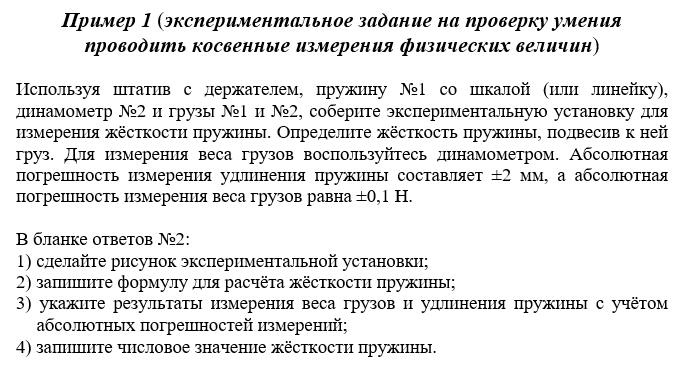 Пример 1 (экспериментальное задание на проверку умения
проводить косвенные измерения физических величин)
Используя штатив с держателем, пружину №1 со шкалой (или линейку),
динамометр №2 и грузы №1 и №2, соберите экспериментальную установку для
измерения жёсткости пружины. Определите жёсткость пружины, подвесив к ней
груз. Для измерения веса грузов воспользуйтесь динамометром. Абсолютная
погрешность измерения удлинения пружины составляет ±2 мм, а абсолютная
погрешность измерения веса грузов равна ±0,1 Н.
В бланке ответов №2:
1) сделайте рисунок экспериментальной установки;
2) запишите формулу для расчёта жёсткости пружины;
3) укажите результаты измерения веса грузов и удлинения пружины с учётом
абсолютных погрешностей измерений;
4) запишите числовое значение жёсткости пружины.